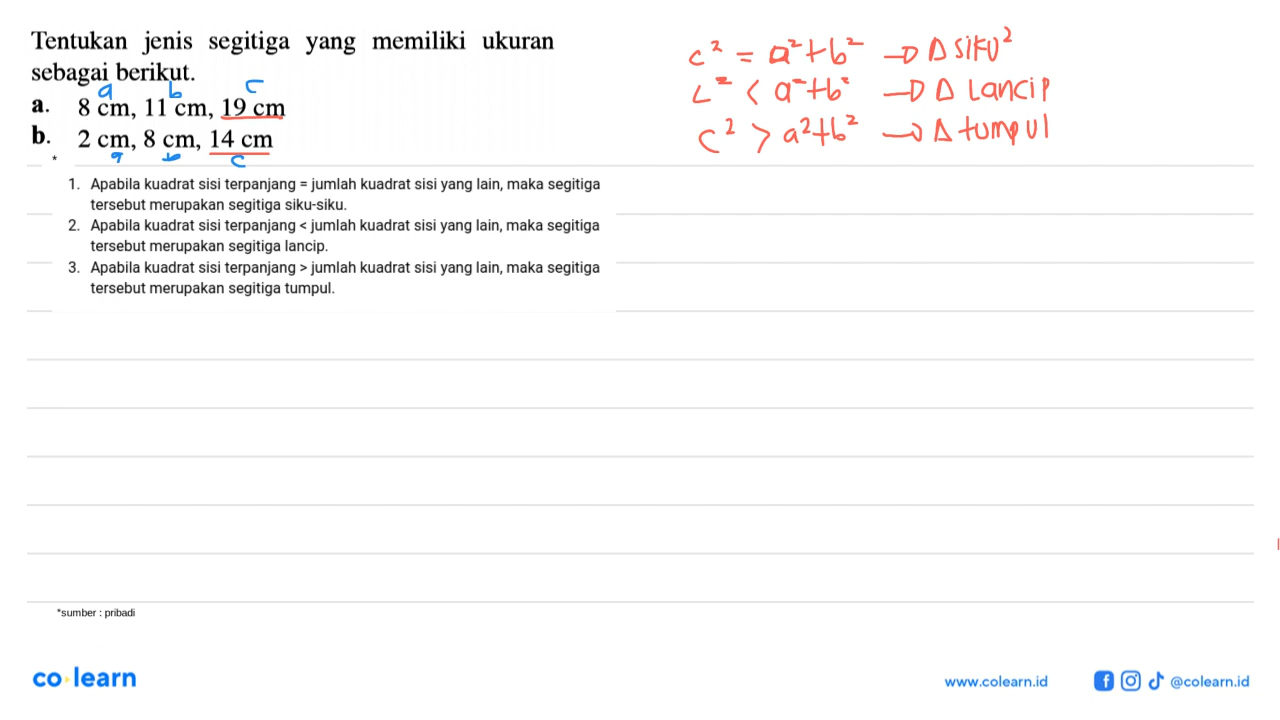 Tentukan jenis segitiga yang memiliki ukuran
sebagai berikut.
a b c
a. 8 cm, 11 cm, 19 cm
b. 2 cm, 8 cm, 14 cm
a b c
*
c² = a²+b² → Δ siku²
c² < a²+b² → Δ Lancip
c² > a²+b² → Δ tumpul
1. Apabila kuadrat sisi terpanjang = jumlah kuadrat sisi yang lain, maka segitiga
tersebut merupakan segitiga siku-siku.
2. Apabila kuadrat sisi terpanjang < jumlah kuadrat sisi yang lain, maka segitiga
tersebut merupakan segitiga lancip.
3. Apabila kuadrat sisi terpanjang > jumlah kuadrat sisi yang lain, maka segitiga
tersebut merupakan segitiga tumpul.
*sumber : pribadi
co learn
www.colearn.id
@colearn.id